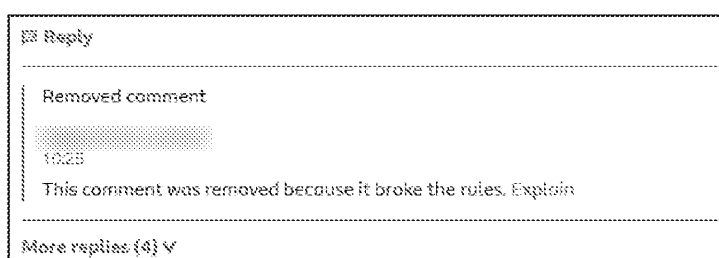 Reply
Removed comment
10:25
This comment was removed because it broke the rules. Explain
More replies (4)